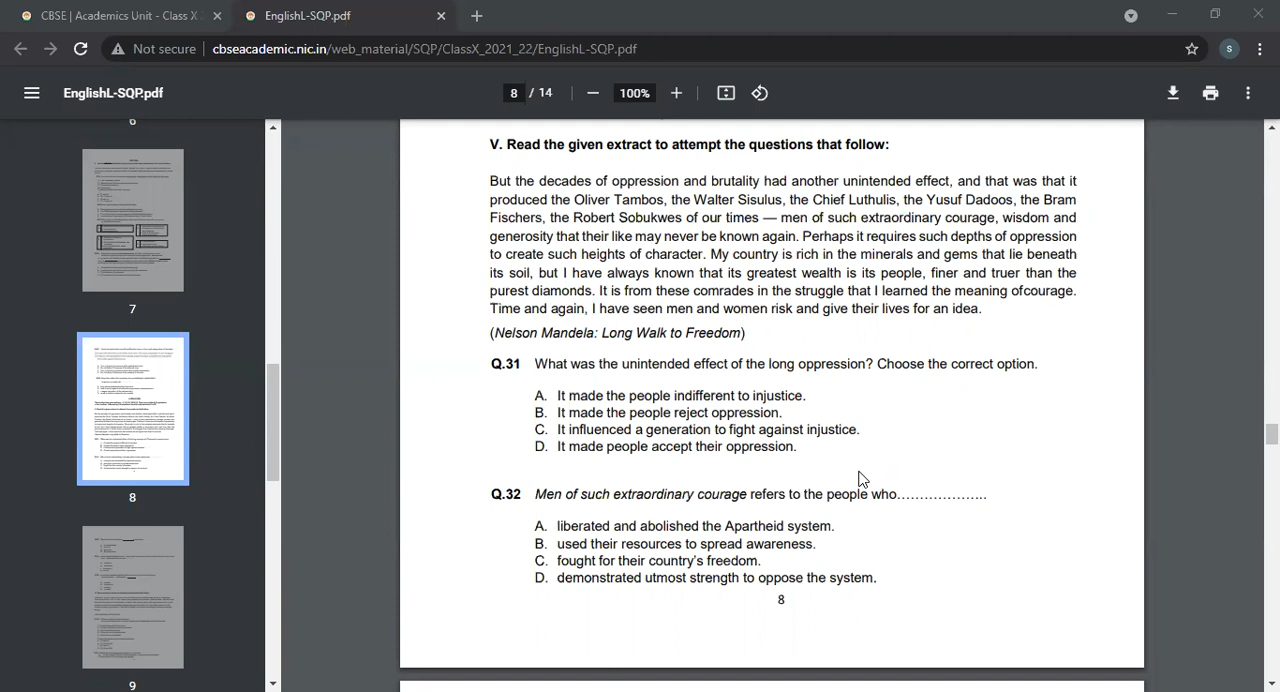 CBSE | Academics Unit - Class X
EnglishL-SQP.pdf
Not secure
cbseacademic.nic.in/web_material/SQP/ClassX_2021_22/EnglishL-SQP.pdf
S
EnglishL-SQP.pdf
8 / 14
100%
6
7
8
9
V. Read the given extract to attempt the questions that follow:
But the decades of oppression and brutality had another unintended effect, and that was that it
produced the Oliver Tambos, the Walter Sisulus, the Chief Luthulis, the Yusuf Dadoos, the Bram
Fischers, the Robert Sobukwes of our times — men of such extraordinary courage, wisdom and
generosity that their like may never be known again. Perhaps it requires such depths of oppression
to create such heights of character. My country is rich in the minerals and gems that lie beneath
its soil, but I have always known that its greatest wealth is its people, finer and truer than the
purest diamonds. It is from these comrades in the struggle that I learned the meaning ofcourage.
Time and again, I have seen men and women risk and give their lives for an idea.
(Nelson Mandela: Long Walk to Freedom)
Q.31 What was the unintended effect of the long oppression? Choose the correct option.
A. It made the people indifferent to injustice.
B. It made the people reject oppression.
C. It influenced a generation to fight against injustice.
D. It made people accept their oppression.
Q.32 Men of such extraordinary courage refers to the people who....................
A. liberated and abolished the Apartheid system.
B. used their resources to spread awareness.
C. fought for their country's freedom.
D. demonstrated utmost strength to oppose the system.
8